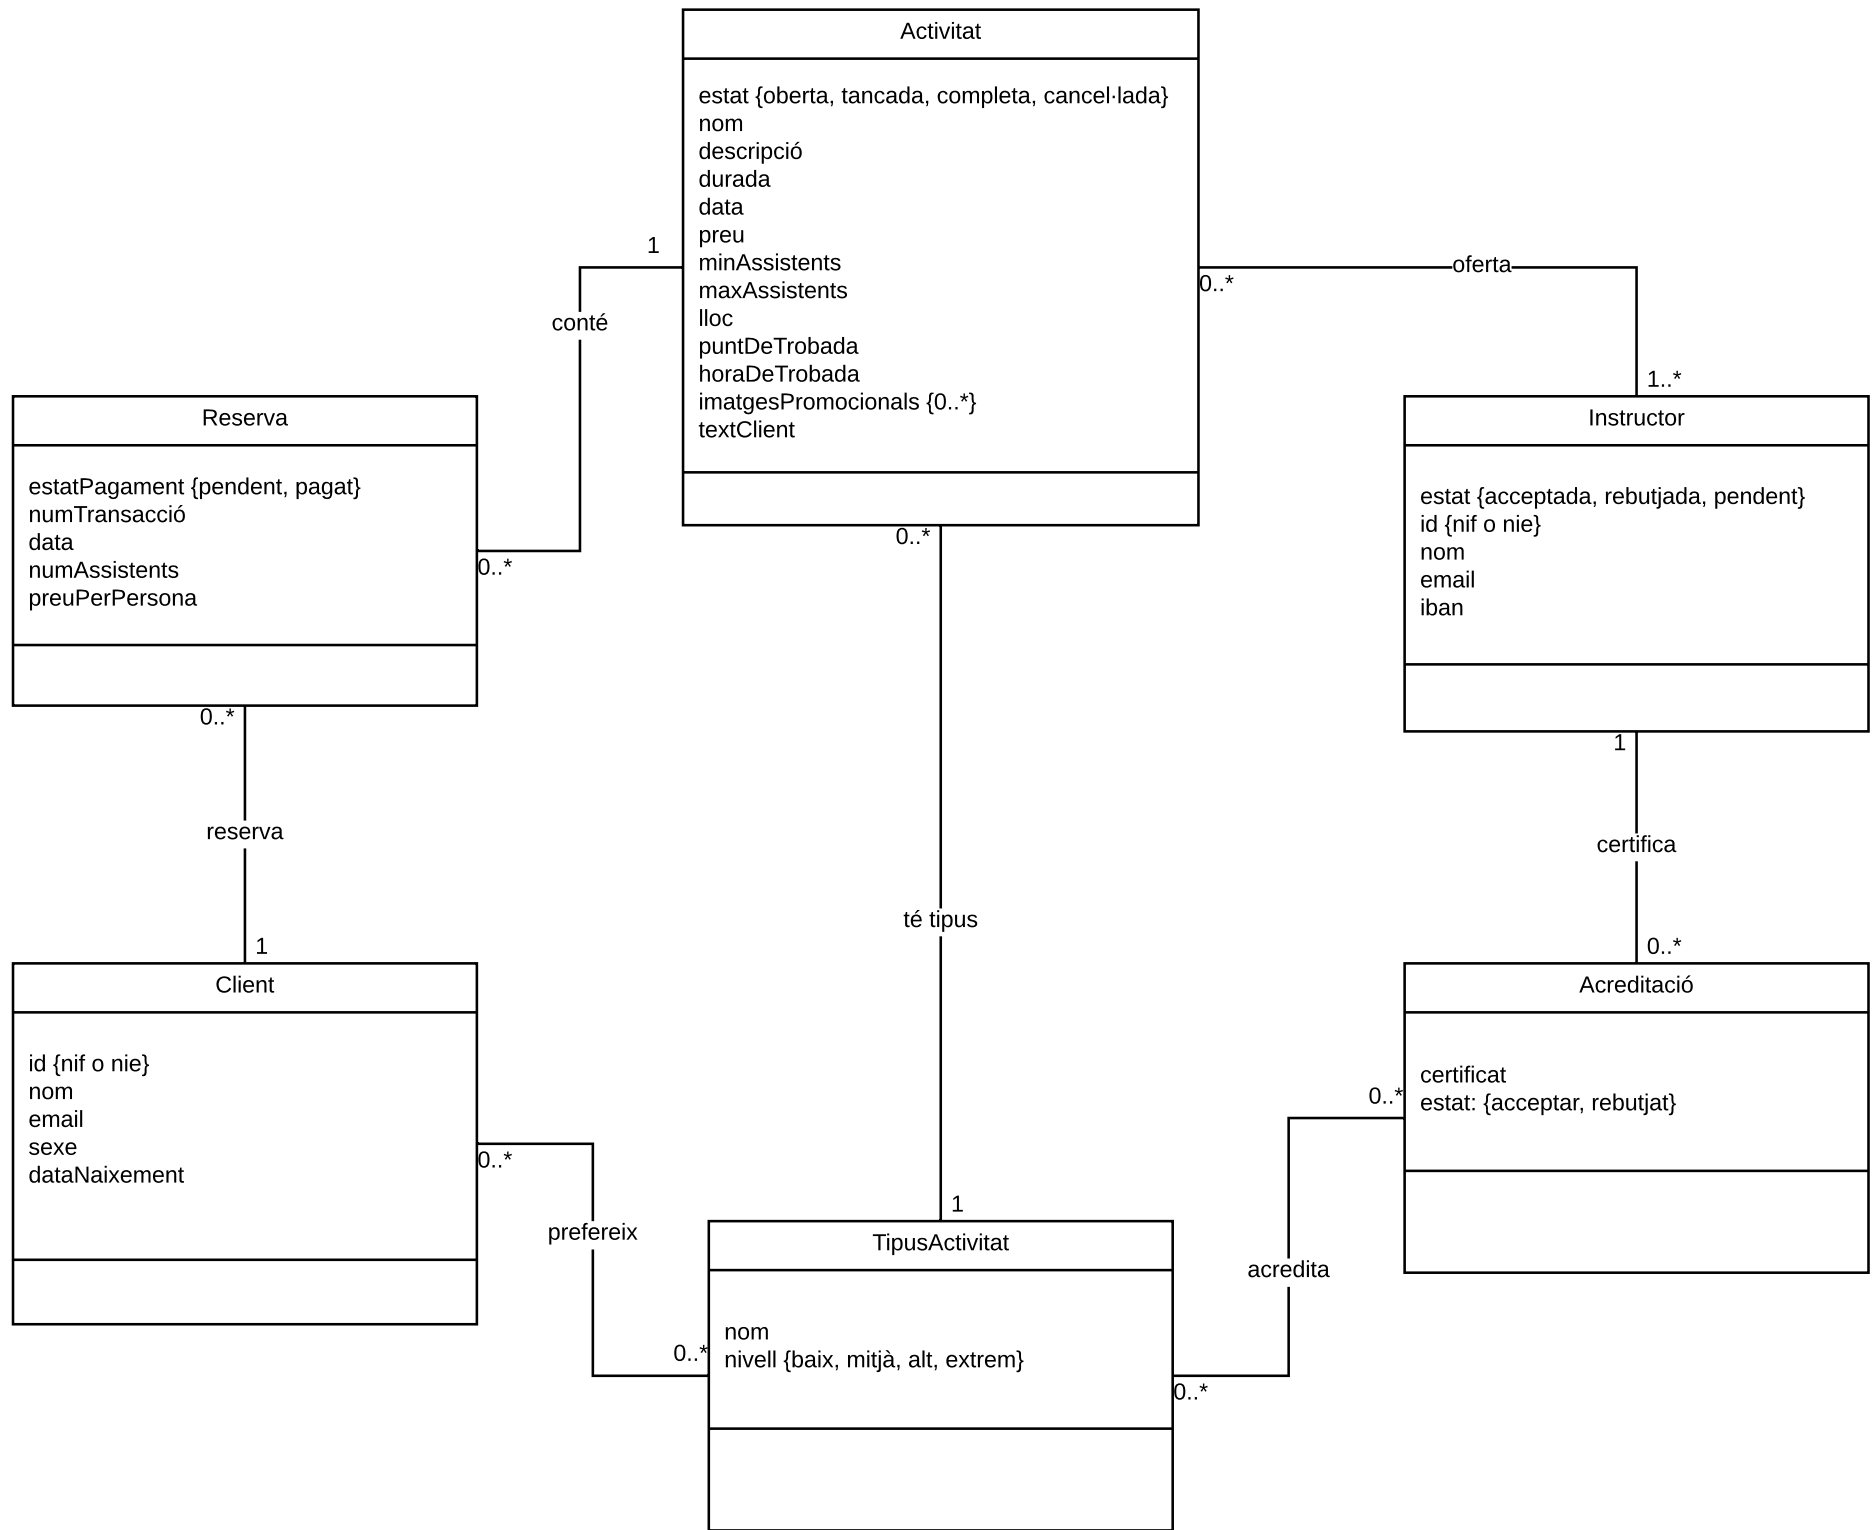 Activitat
estat {oberta, tancada, completa, cancel·lada}
nom
descripció
durada
data
preu
minAssistents
maxAssistents
lloc
puntDeTrobada
horaDeTrobada
imatgesPromocionals {0..*}
textClient
1
conté
0..*
oferta
0..*
1..*
Reserva
estatPagament {pendent, pagat}
numTransacció
data
numAssistents
preuPerPersona
Instructor
estat {acceptada, rebutjada, pendent}
id {nif o nie}
nom
email
iban
0..*
té tipus
1
0..*
reserva
1
1
certifica
0..*
Client
id {nif o nie}
nom
email
sexe
dataNaixement
Acreditació
certificat
estat: {acceptar, rebutjat}
0..*
prefereix
0..*
0..*
acredita
0..*
TipusActivitat
nom
nivell {baix, mitjà, alt, extrem}